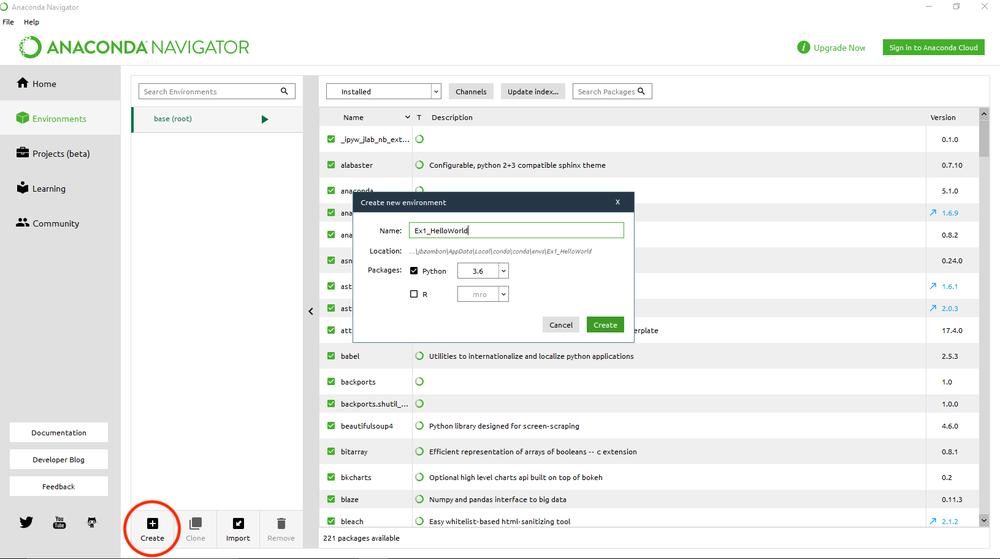 Anaconda Navigator
File Help
ANACONDA NAVIGATOR
i Upgrade Now Sign in to Anaconda Cloud
Home
Environments
Projects (beta)
Learning
Community
Documentation
Developer Blog
Feedback
You Tube
Search Environments
base (root)
Create Clone Import Remove
Installed Channels Update index... Search Packages
Name T Description Version
_ipyw_jlab_nb_ext... 0.1.0
alabaster Configurable, python 2+3 compatible sphinx theme 0.7.10
anaconda 5.1.0
ana 1.6.9
ana 0.8.2
asn 0.24.0
ast 1.6.1
ast 2.0.3
att erplate 17.4.0
babel Utilities to internationalize and localize python applications 2.5.3
backports 1.0
backports.shutil_... 1.0.0
beautifulsoup4 Python library designed for screen-scraping 4.6.0
bitarray Efficient representation of arrays of booleans -- c extension 0.8.1
bkcharts Optional high level charts api built on top of bokeh 0.2
blaze Numpy and pandas interface to big data 0.11.3
bleach Easy whitelist-based html-sanitizing tool 2.1.2
221 packages available
Create new environment X
Name: Ex1_HelloWorld
Location: ...\jbzambon\AppData\Local\conda\conda\envs\Ex1_HelloWorld
Packages: Python 3.6
R mro
Cancel Create